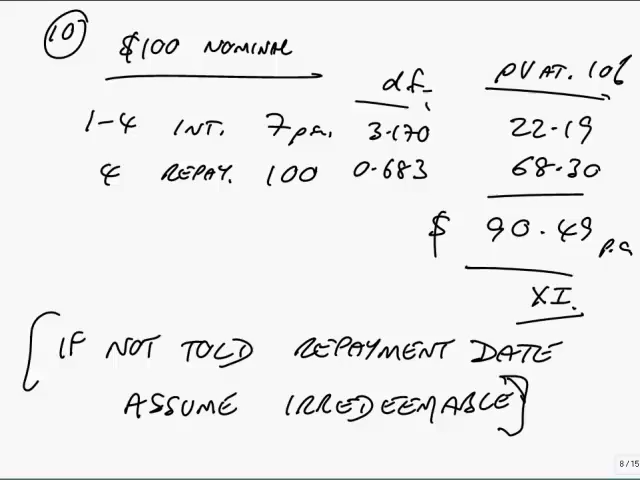 10
$100 NOMINAL
df. PV AT. 10%
1-4 INT. 7 p.a. 3.170 22.19
4 REPAY. 100 0.683 68.30
$ 90.49 p.a
XI.
[IF NOT TOLD REPAYMENT DATE
ASSUME IRREDEEMABLE]
8 / 15